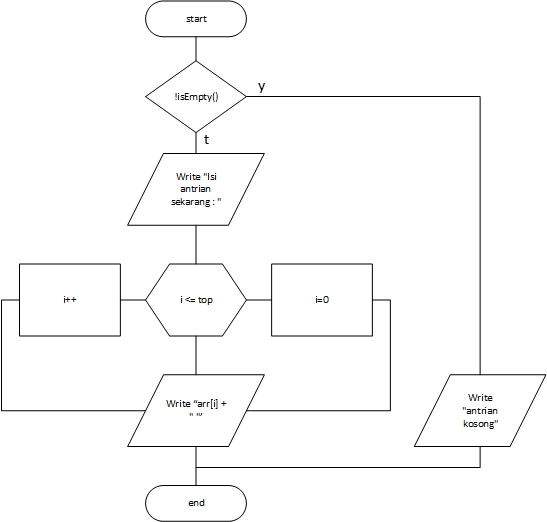 start
!isEmpty()
y
t
Write "Isi
antrian
sekarang : "
i++
i <= top
i=0
Write “arr[i] +
" "”
Write
"antrian
kosong"
end